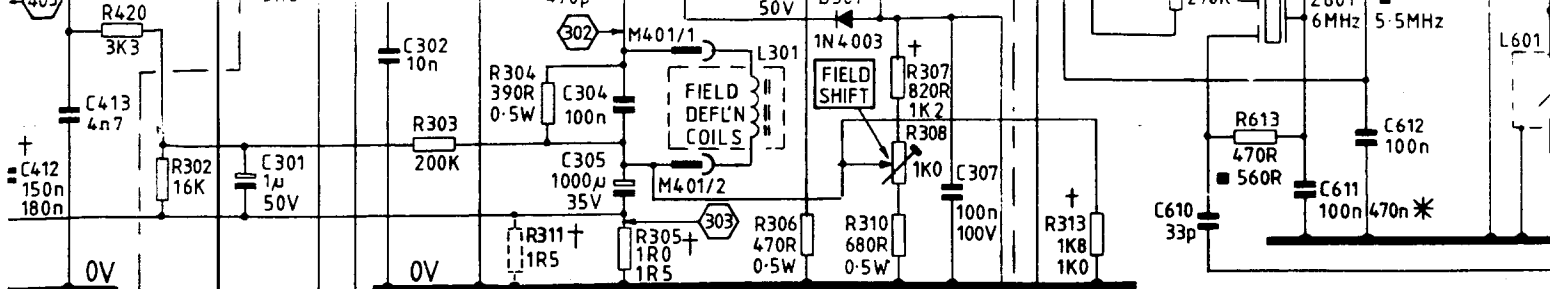 R420
3K3
C413
4n7
†
C412
150n
180n
R302
16K
C301
1µ
50V
0V
C302
10n
R303
200K
0V
302
M401/1
R304
390R
0·5W
C304
100n
FIELD
DEFL'N
COILS
L301
C305
1000µ
35V
M401/2
303
R311†
1R5
R305†
1R0
1R5
50V
1N4003
FIELD
SHIFT
†
R307
820R
1K2
R308
1K0
R306
470R
0·5W
R310
680R
0·5W
C307
100n
100V
†
R313
1K8
1K0
6MHz
5·5MHz
R613
470R
■ 560R
C610
33p
C612
100n
C611
100n 470n
L601